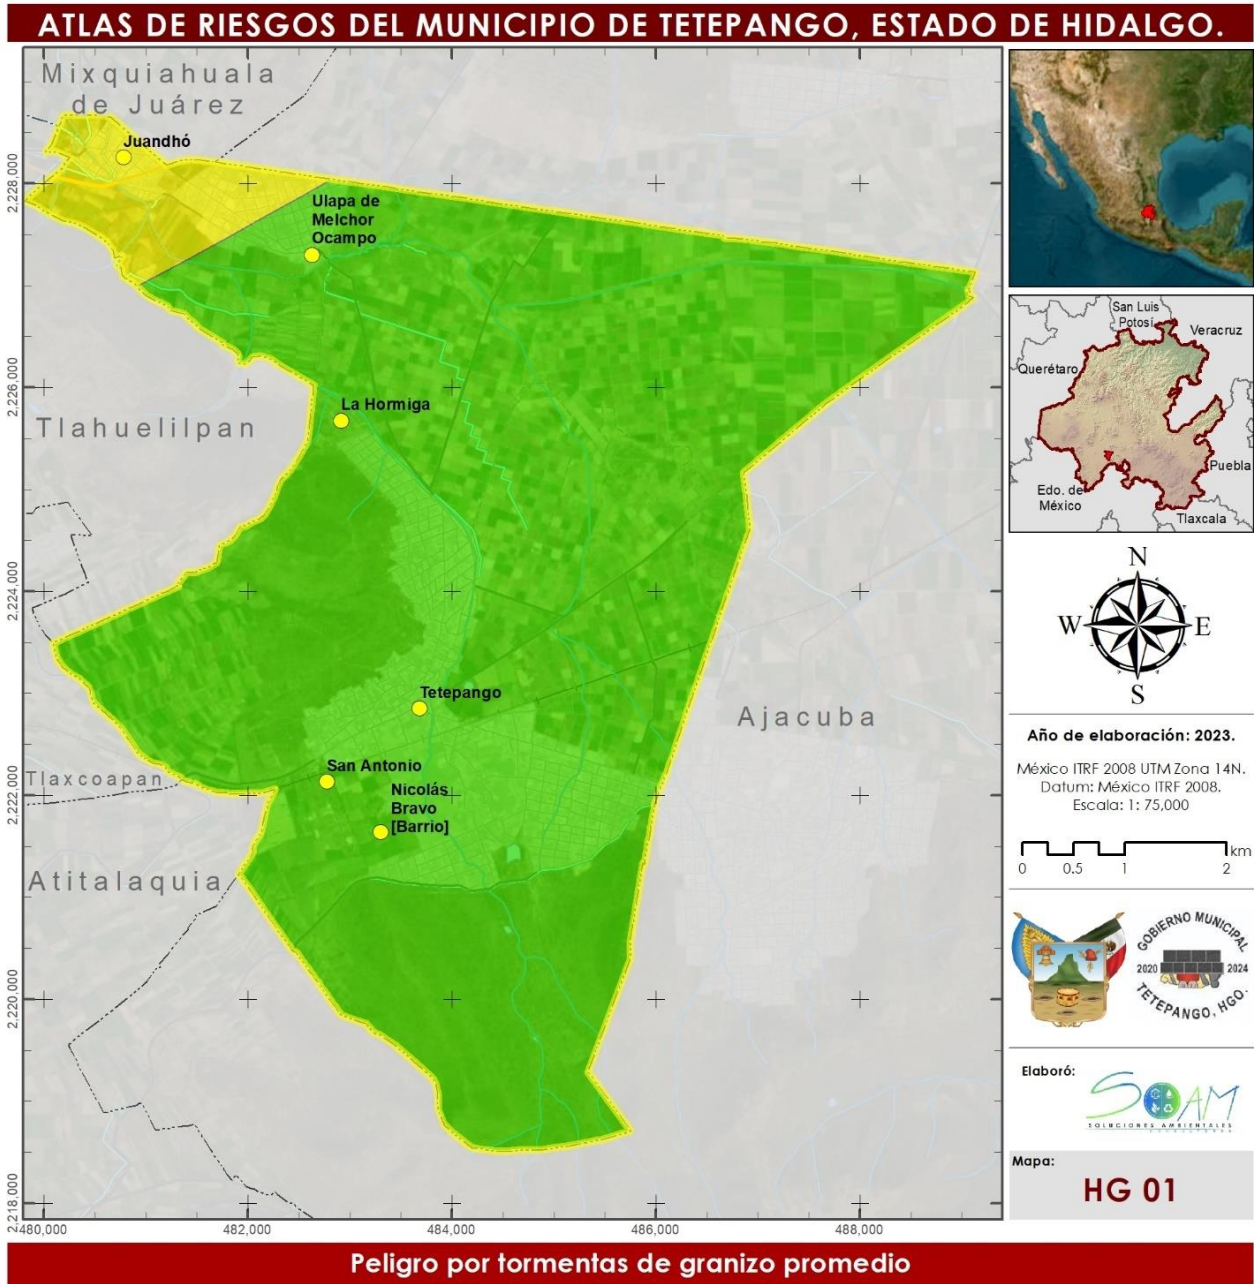 ATLAS DE RIESGOS DEL MUNICIPIO DE TETEPANGO, ESTADO DE HIDALGO.
Mixquiahuala
de Juárez
Juandhó
Ulapa de
Melchor
Ocampo
La Hormiga
Tlahuelilpan
Tetepango
Ajacuba
San Antonio
Tlaxcoapan
Nicolás
Bravo
[Barrio]
Atitalaquia
2,228,000
2,226,000
2,224,000
2,222,000
2,220,000
2,218,000
480,000
482,000
484,000
486,000
488,000
San Luis
Potosí
Veracruz
Querétaro
Puebla
Edo. de
México
Tlaxcala
N
W
E
S
Año de elaboración: 2023.
México ITRF 2008 UTM Zona 14N.
Datum: México ITRF 2008.
Escala: 1: 75,000
km
0 0.5 1 2
GOBIERNO MUNICIPAL
2020 2024
TETEPANGO, HGO.
Elaboró:
SOAM
SOLUCIONES AMBIENTALES
Mapa:
HG 01
Peligro por tormentas de granizo promedio